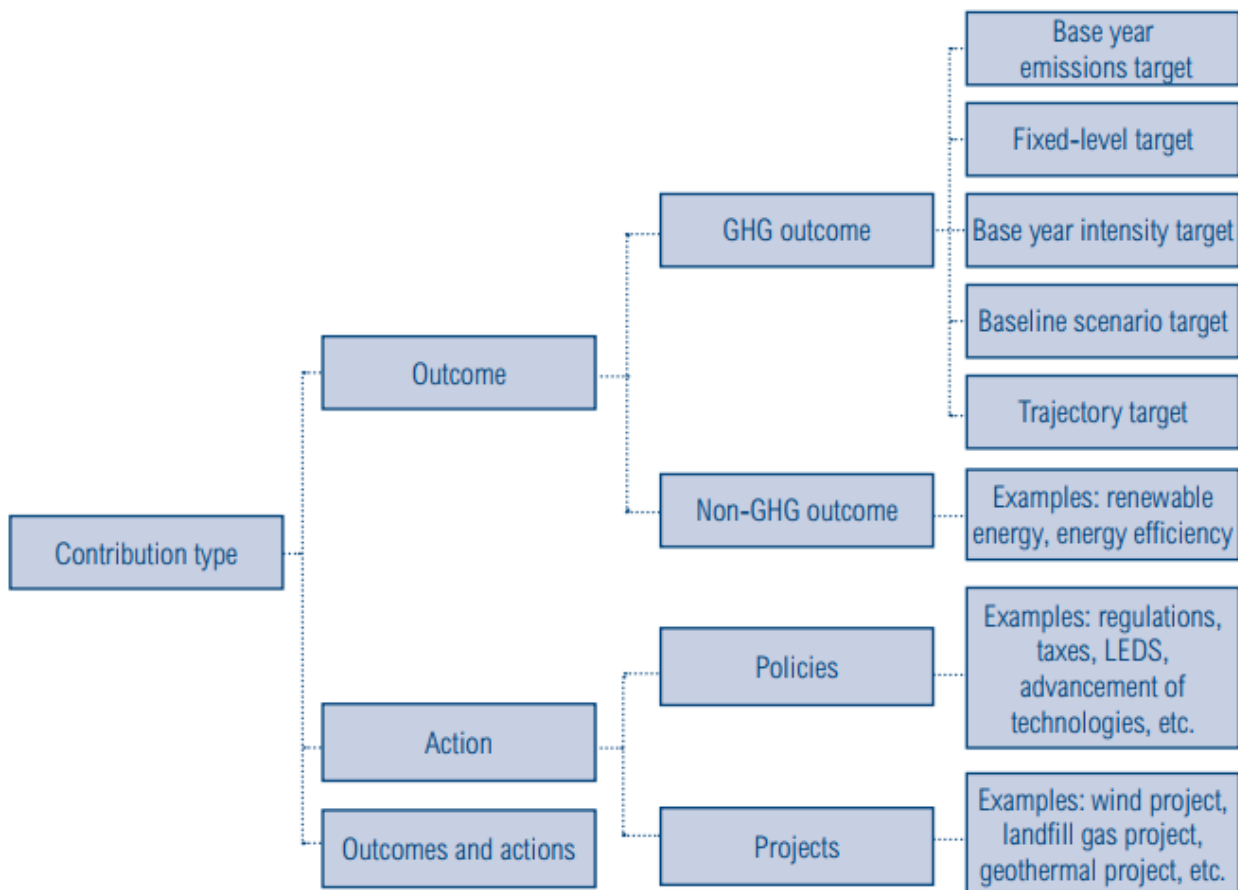 Base year
emissions target
Fixed-level target
GHG outcome
Base year intensity target
Baseline scenario target
Outcome
Trajectory target
Non-GHG outcome
Examples: renewable
energy, energy efficiency
Contribution type
Examples: regulations,
taxes, LEDS,
advancement of
technologies, etc.
Policies
Action
Examples: wind project,
landfill gas project,
geothermal project, etc.
Outcomes and actions
Projects